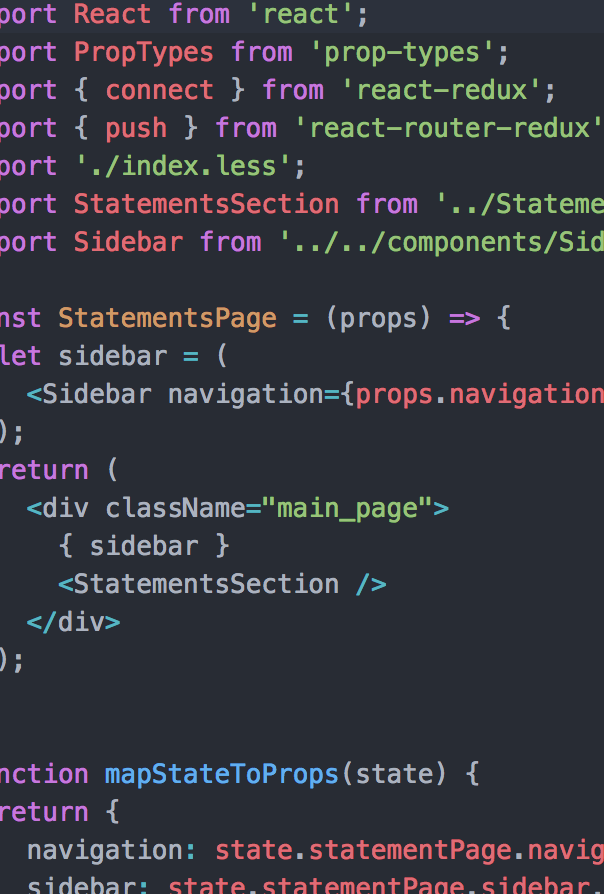 port React from 'react';
port PropTypes from 'prop-types';
port { connect } from 'react-redux';
port { push } from 'react-router-redux'
port './index.less';
port StatementsSection from '../Stateme
port Sidebar from '../../components/Sid
nst StatementsPage = (props) => {
let sidebar = (
<Sidebar navigation={props.navigation
);
return (
<div className="main_page">
{ sidebar }
<StatementsSection />
</div>
);
nction mapStateToProps(state) {
return {
navigation: state.statementPage.navig
sidebar: state.statementPage.sidebar.